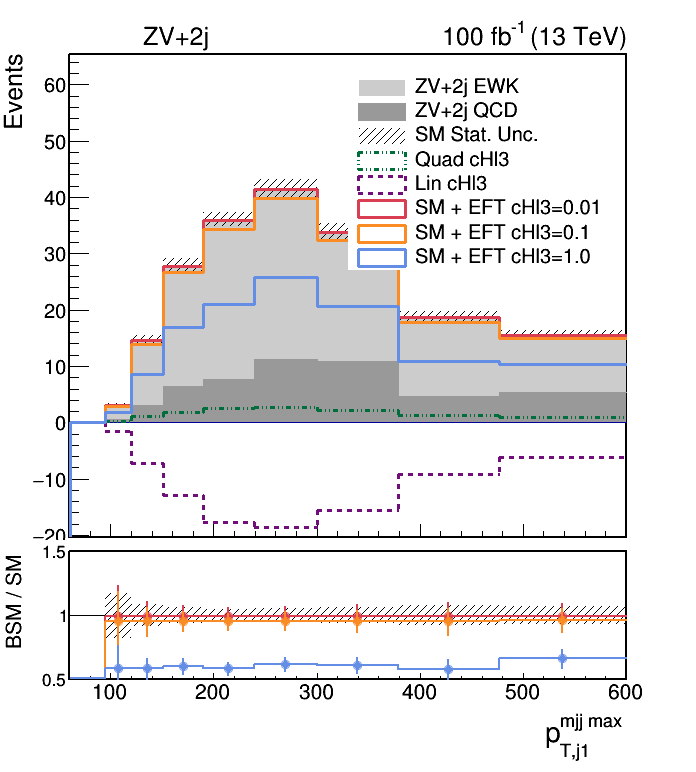 ZV+2j 100 fb-1 (13 TeV)
Events
60
50
40
30
20
10
0
−10
−20
ZV+2j EWK
ZV+2j QCD
SM Stat. Unc.
Quad cHl3
Lin cHl3
SM + EFT cHl3=0.01
SM + EFT cHl3=0.1
SM + EFT cHl3=1.0
BSM / SM
1.5
1
0.5
100 200 300 400 500 600
p T,j1 mjj max